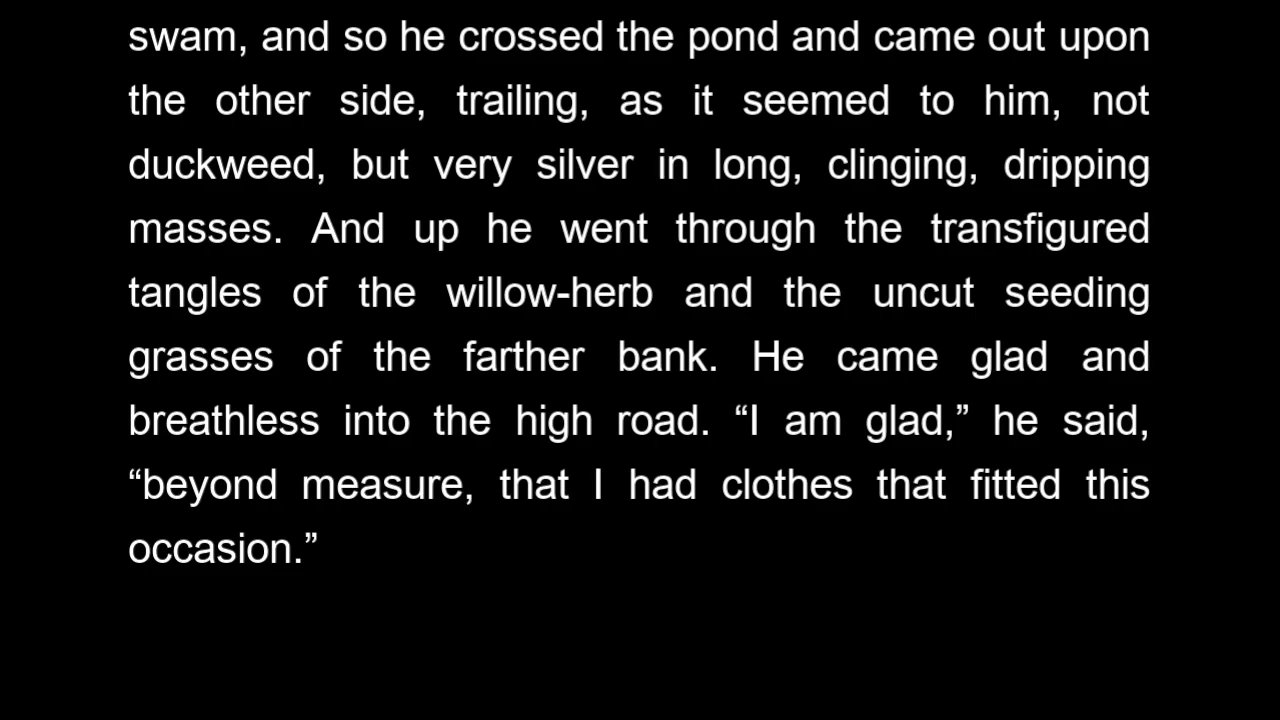 swam, and so he crossed the pond and came out upon
the other side, trailing, as it seemed to him, not
duckweed, but very silver in long, clinging, dripping
masses. And up he went through the transfigured
tangles of the willow-herb and the uncut seeding
grasses of the farther bank. He came glad and
breathless into the high road. “I am glad,” he said,
“beyond measure, that I had clothes that fitted this
occasion.”